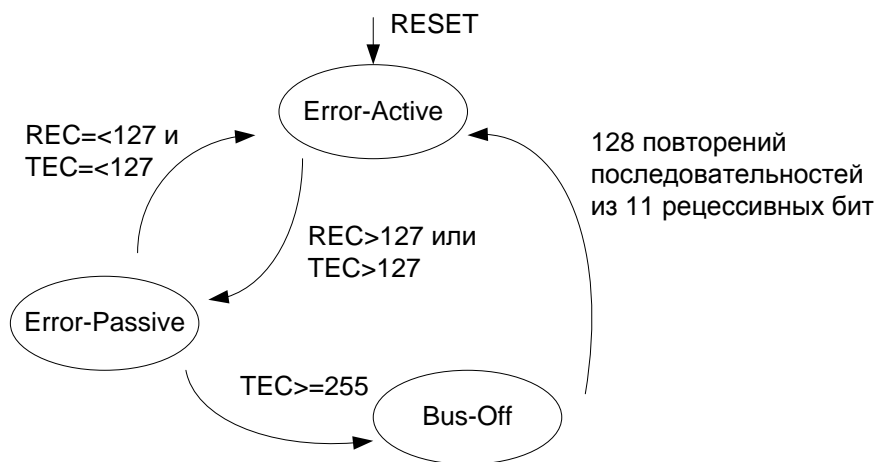 RESET
Error-Active
REC=<127 и
TEC=<127
128 повторений
последовательностей
из 11 рецессивных бит
REC>127 или
TEC>127
Error-Passive
TEC>=255
Bus-Off